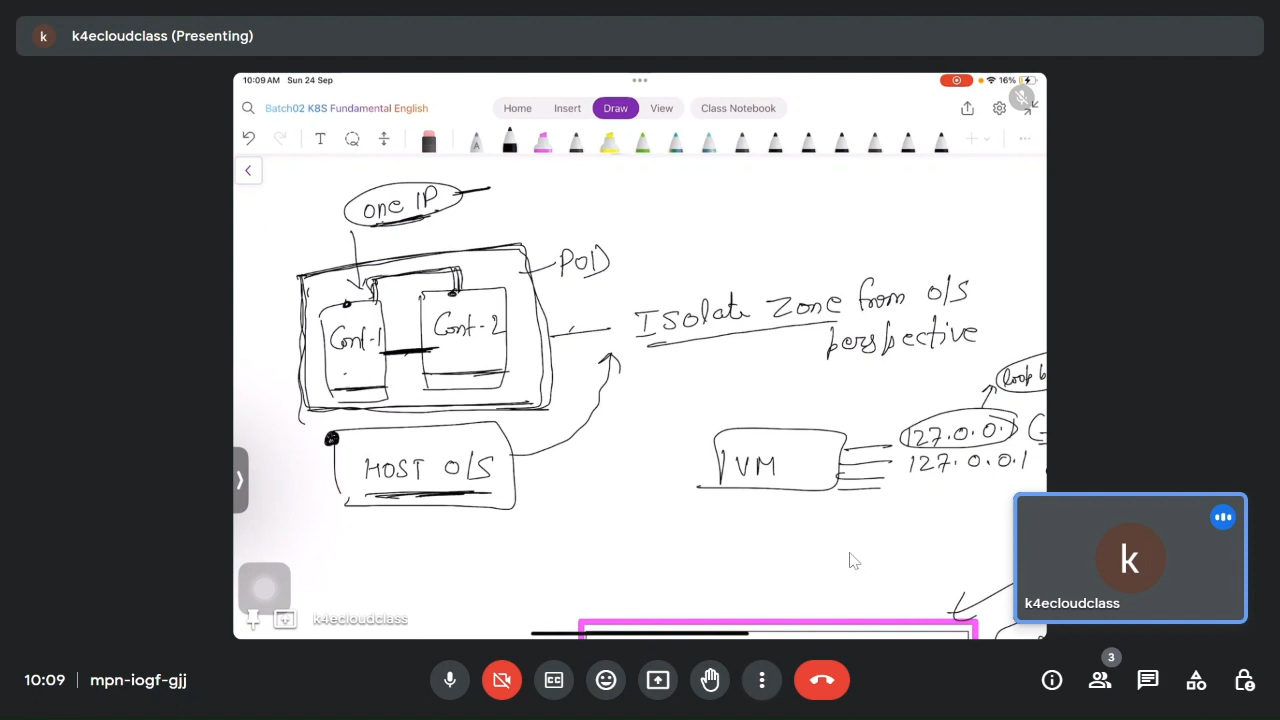 k
k4ecloudclass (Presenting)
10:09 AM Sun 24 Sep
16%
Batch02 K8S Fundamental English
Home
Insert
Draw
View
Class Notebook
one IP
POD
Cont-1
Cont-2
Isolate Zone from o/s
perspective
loop b
127.0.0.1
127.0.0.1
VM
HOST O/S
k
k4ecloudclass
k4ecloudclass
10:09
mpn-iogf-gjj
3